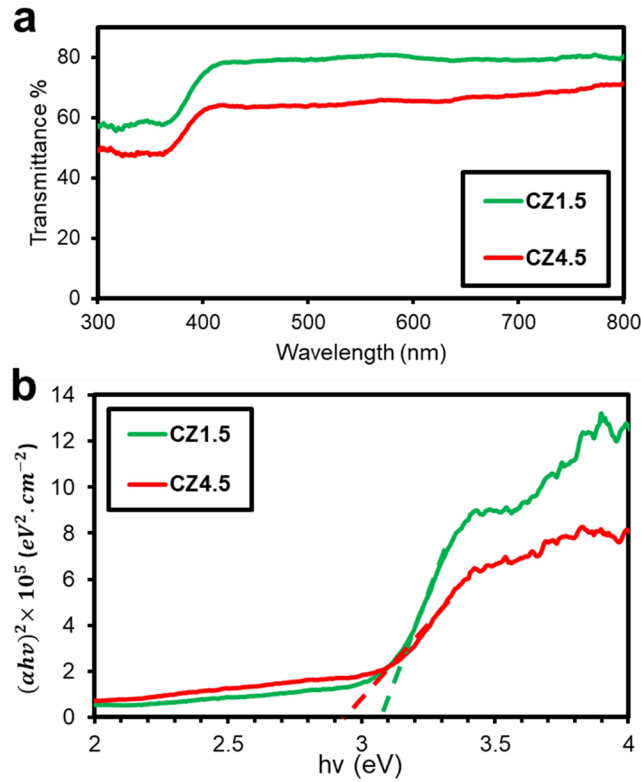 a
Transmittance %
80
60
40
20
0
300
400
500
600
700
800
Wavelength (nm)
CZ1.5
CZ4.5
b
(αhν)² × 10⁵ (eV².cm⁻²)
14
12
10
8
6
4
2
0
2
2.5
3
3.5
4
hν (eV)
CZ1.5
CZ4.5